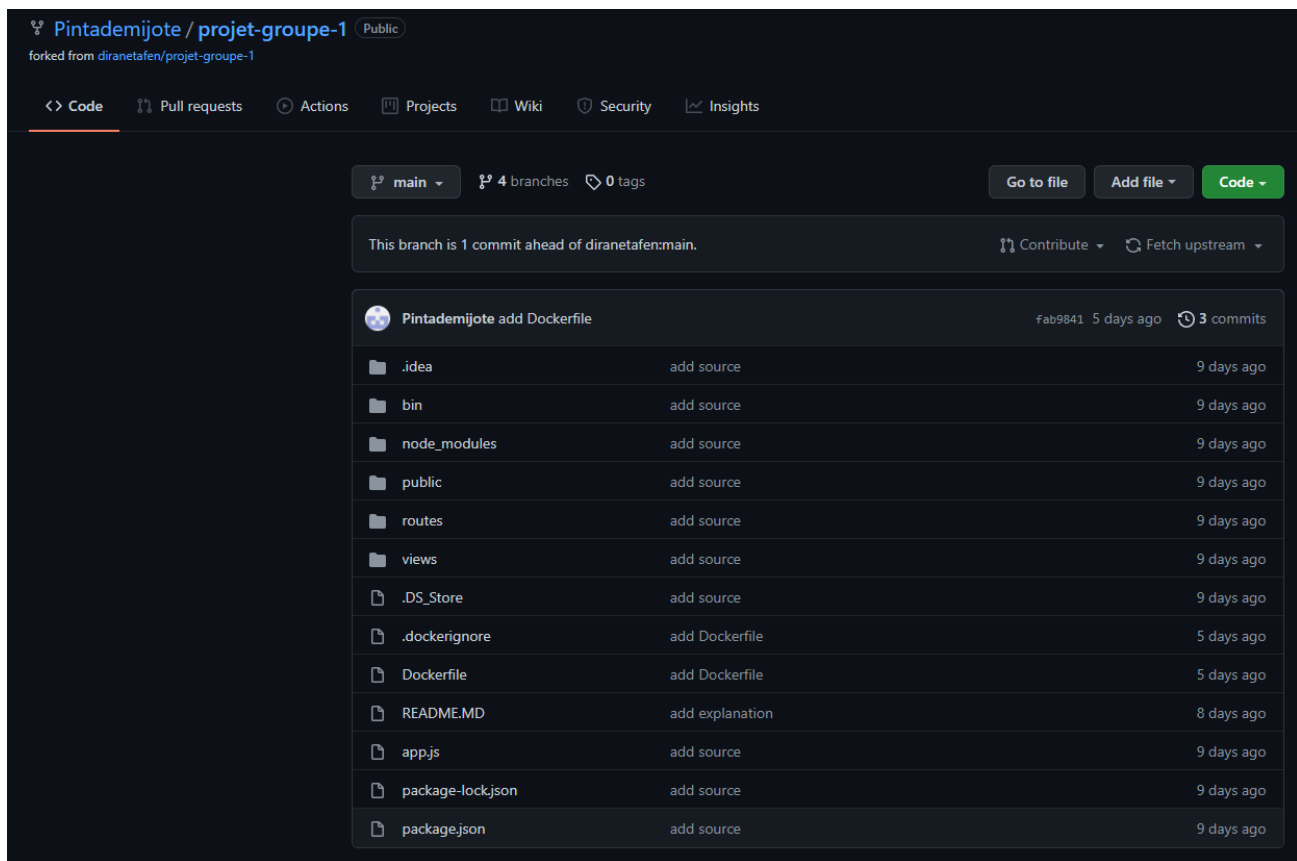 Pintademijote / projet-groupe-1 Public
forked from diranetafen/projet-groupe-1
<> Code Pull requests Actions Projects Wiki Security Insights
main 4 branches 0 tags Go to file Add file Code
This branch is 1 commit ahead of diranetafen:main. Contribute Fetch upstream
Pintademijote add Dockerfile fab9841 5 days ago 3 commits
.idea add source 9 days ago
bin add source 9 days ago
node_modules add source 9 days ago
public add source 9 days ago
routes add source 9 days ago
views add source 9 days ago
.DS_Store add source 9 days ago
.dockerignore add Dockerfile 5 days ago
Dockerfile add Dockerfile 5 days ago
README.MD add explanation 8 days ago
app.js add source 9 days ago
package-lock.json add source 9 days ago
package.json add source 9 days ago